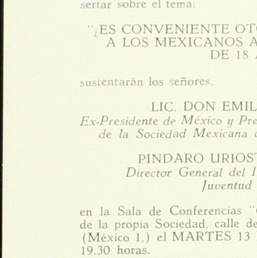 sertar sobre el tema:
"¿ES CONVENIENTE OTO
A LOS MEXICANOS A
DE 18 A
sustentarán los señores,
LIC. DON EMIL
Ex-Presidente de México y Pre
de la Sociedad Mexicana d
PINDARO URIOST
Director General del I
Juventud
en la Sala de Conferencias "
de la propia Sociedad, calle de
(México 1,) el MARTES 13
19.30 horas.